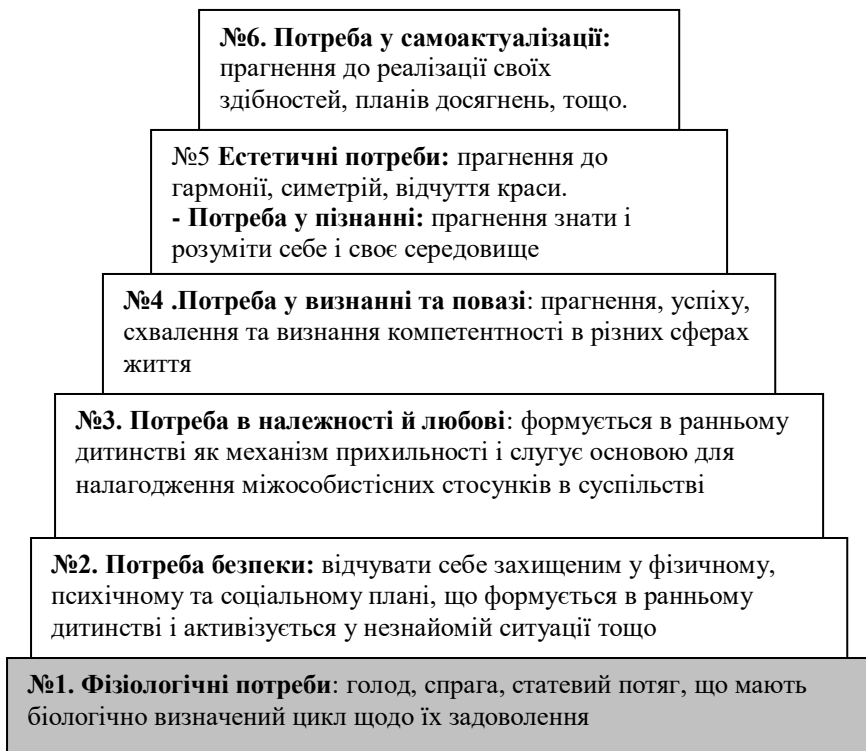 №6. Потреба у самоактуалізації:
прагнення до реалізації своїх
здібностей, планів досягнень, тощо.
№5 Естетичні потреби: прагнення до
гармонії, симетрій, відчуття краси.
- Потреба у пізнанні: прагнення знати і
розуміти себе і своє середовище
№4 .Потреба у визнанні та повазі: прагнення, успіху,
схвалення та визнання компетентності в різних сферах
життя
№3. Потреба в належності й любові: формується в ранньому
дитинстві як механізм прихильності і слугує основою для
налагодження міжособистісних стосунків в суспільстві
№2. Потреба безпеки: відчувати себе захищеним у фізичному,
психічному та соціальному плані, що формується в ранньому
дитинстві і активізується у незнайомій ситуації тощо
№1. Фізіологічні потреби: голод, спрага, статевий потяг, що мають
біологічно визначений цикл щодо їх задоволення